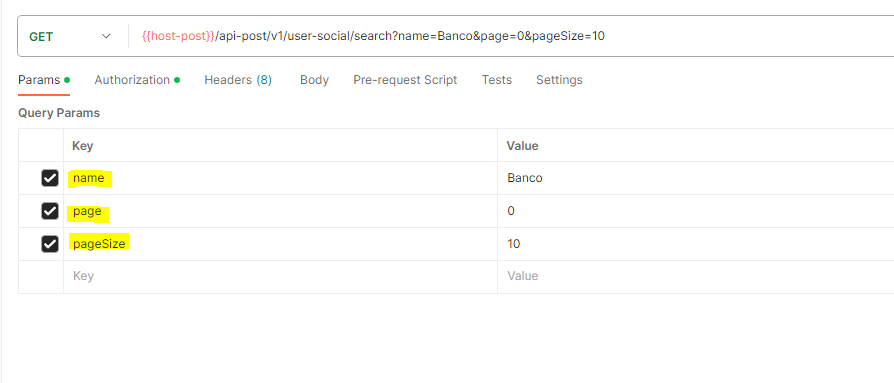 GET {{host-post}}/api-post/v1/user-social/search?name=Banco&page=0&pageSize=10
Params Authorization Headers (8) Body Pre-request Script Tests Settings
Query Params
Key Value
name Banco
page 0
pageSize 10
Key Value